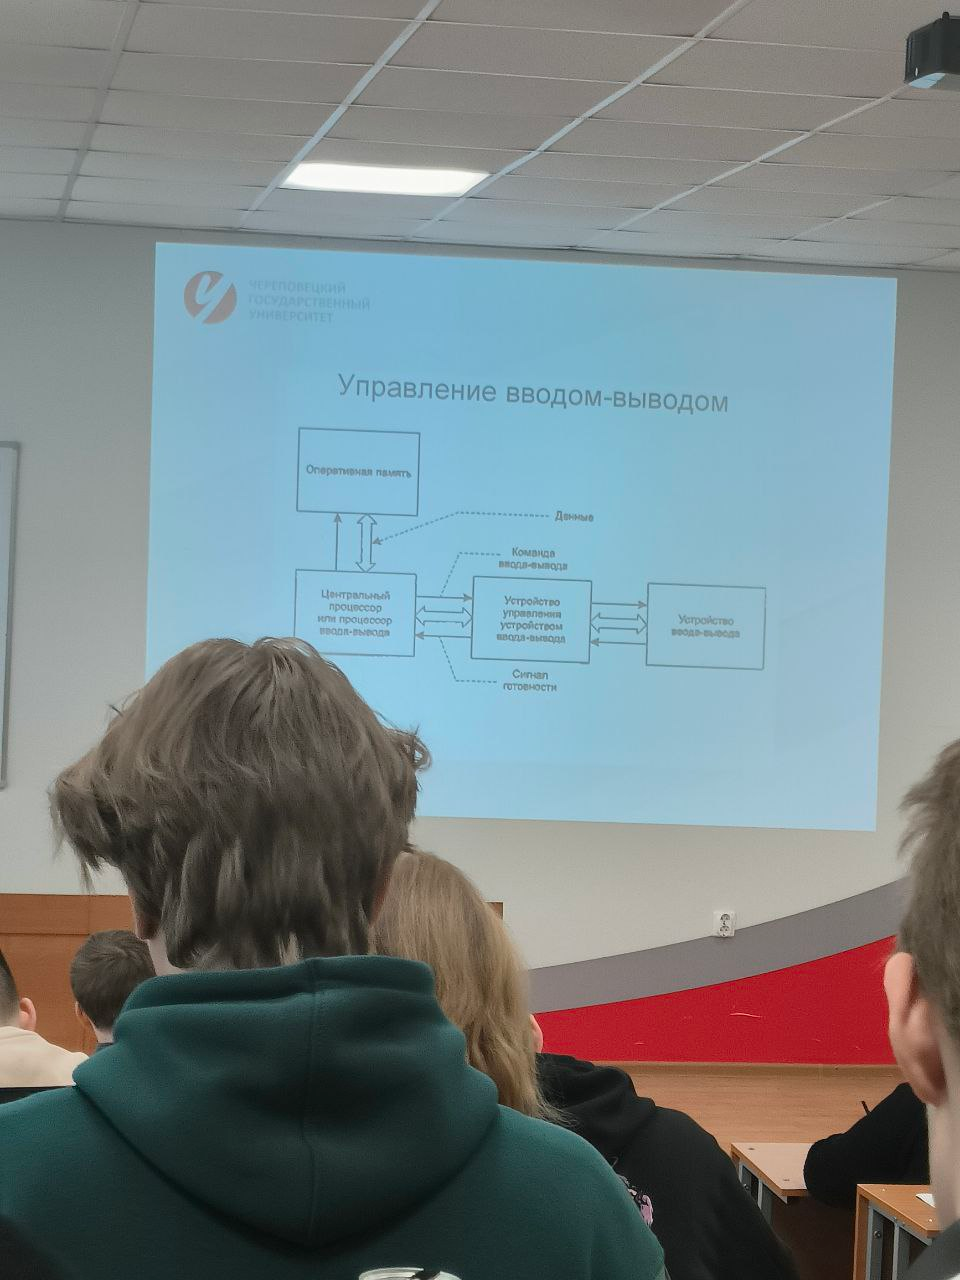 ЧЕРЕПОВЕЦКИЙ
ГОСУДАРСТВЕННЫЙ
УНИВЕРСИТЕТ
Управление вводом-выводом
Оперативная память
Данные
Команда
ввода-вывода
Центральный
процессор
или процессор
ввода-вывода
Устройство
управления
устройством
ввода-вывода
Устройство
ввода-вывода
Сигнал
готовности